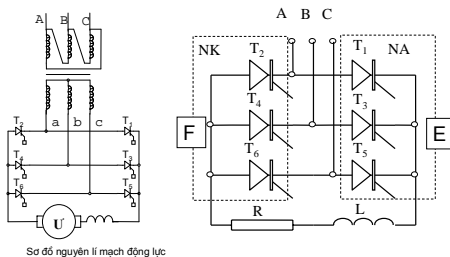 A B C
a b c
T2 T1
T4 T3
T6 T5
Ư
Sơ đồ nguyên lí mạch động lực
A B C
NK NA
T2 T1
T4 T3
F E
T6 T5
R L